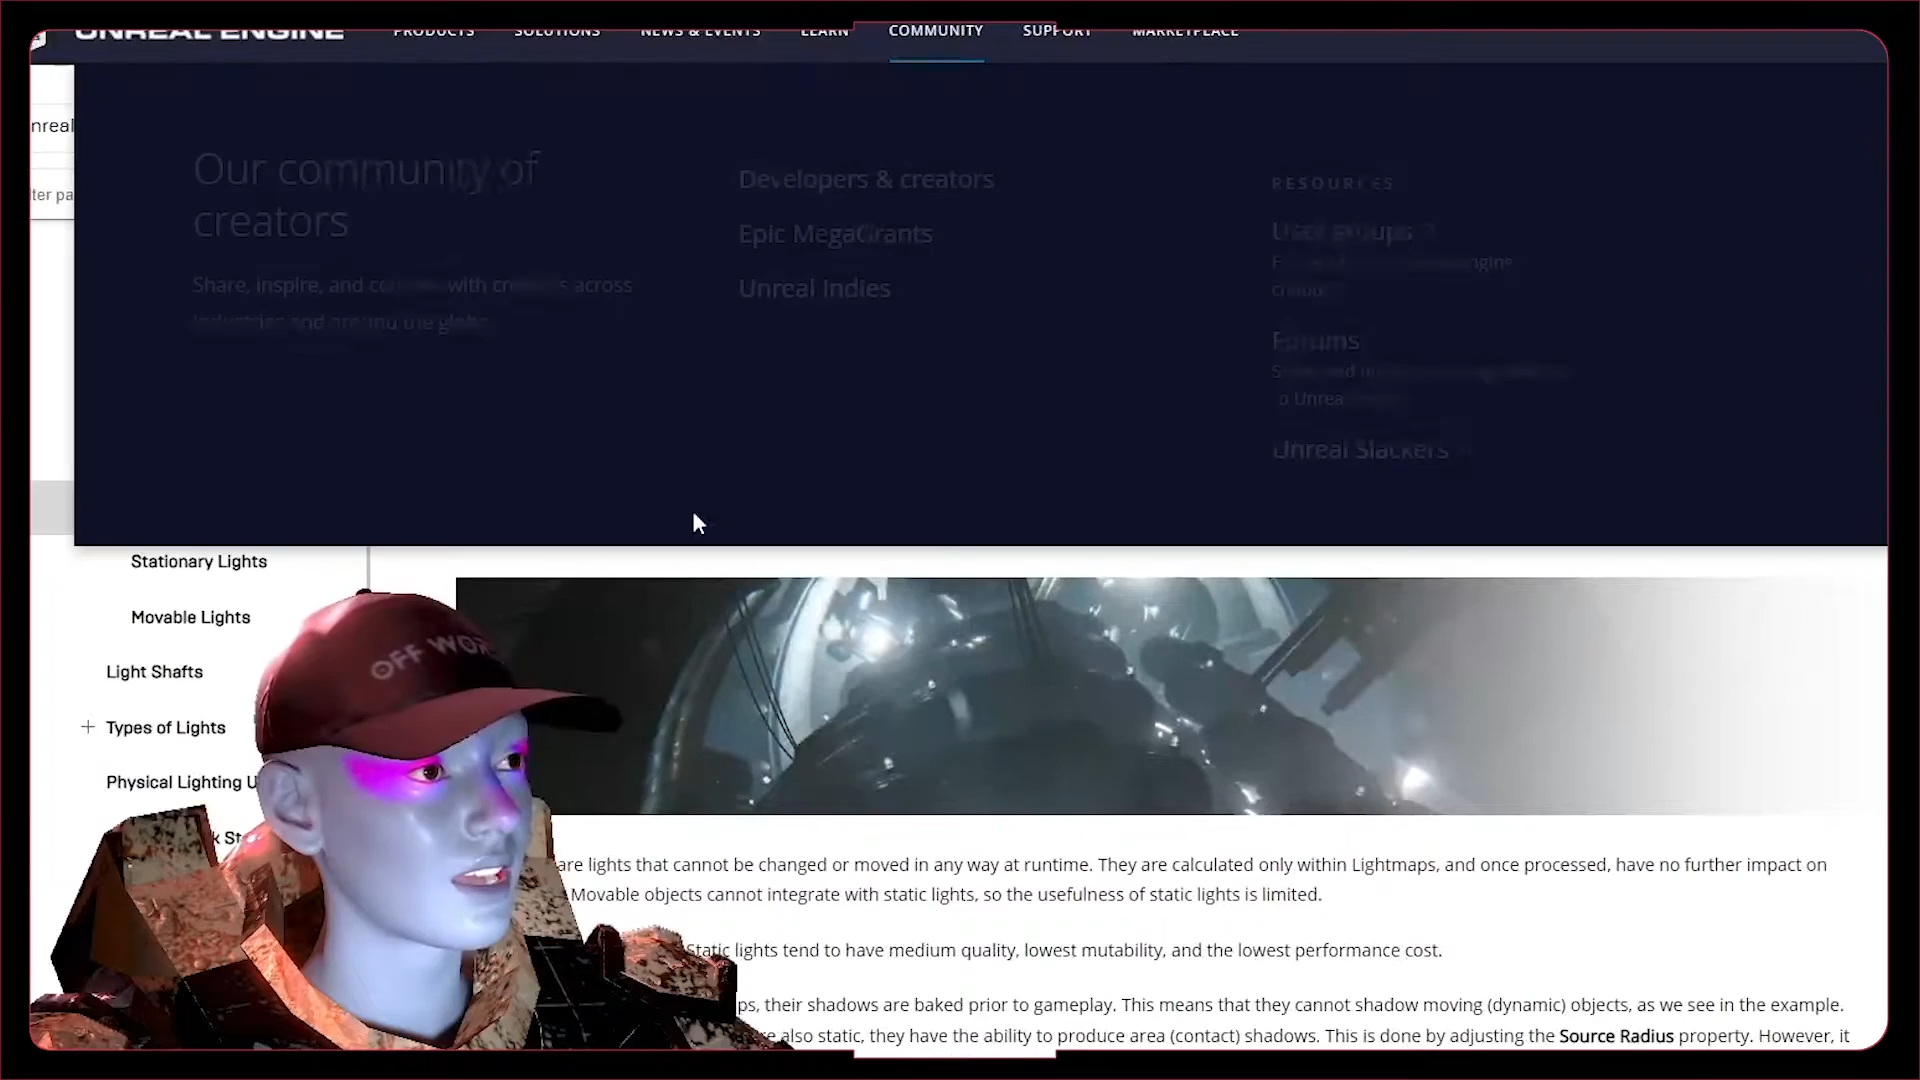 UNREAL ENGINE
PRODUCTS
SOLUTIONS
NEWS & EVENTS
LEARN
COMMUNITY
SUPPORT
MARKETPLACE
nreal
lter pa
Our community of
creators
Share, inspire, and with across
industries and around the globe
Developers & creators
Epic MegaGrants
Unreal Indies
RESOURCES
User groups
Forums
Unreal Slackers
Stationary Lights
Movable Lights
Light Shafts
+ Types of Lights
Physical Lighting U
k St
OFF WOR
are lights that cannot be changed or moved in any way at runtime. They are calculated only within Lightmaps, and once processed, have no further impact on
Movable objects cannot integrate with static lights, so the usefulness of static lights is limited.
Static lights tend to have medium quality, lowest mutability, and the lowest performance cost.
ps, their shadows are baked prior to gameplay. This means that they cannot shadow moving (dynamic) objects, as we see in the example.
e also static, they have the ability to produce area (contact) shadows. This is done by adjusting the Source Radius property. However, it